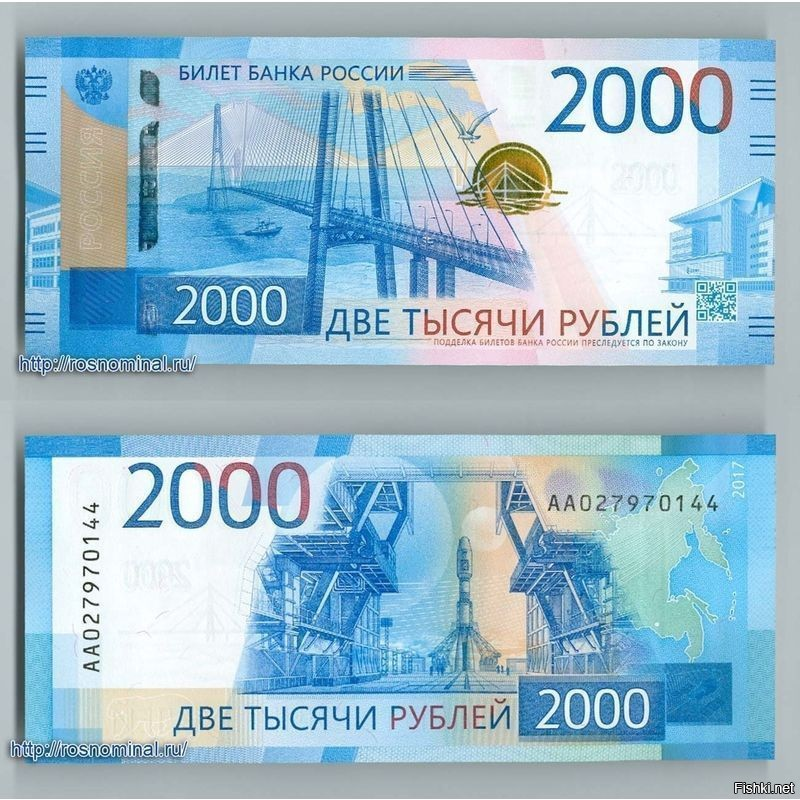 БИЛЕТ БАНКА РОССИИ
2000
РОССИЯ
2000
ДВЕ ТЫСЯЧИ РУБЛЕЙ
ПОДДЕЛКА БИЛЕТОВ БАНКА РОССИИ ПРЕСЛЕДУЕТСЯ ПО ЗАКОНУ
http://rosnominal.ru/
2000
АА027970144
2017
АА027970144
ДВЕ ТЫСЯЧИ РУБЛЕЙ
2000
http://rosnominal.ru/
Fishki.net